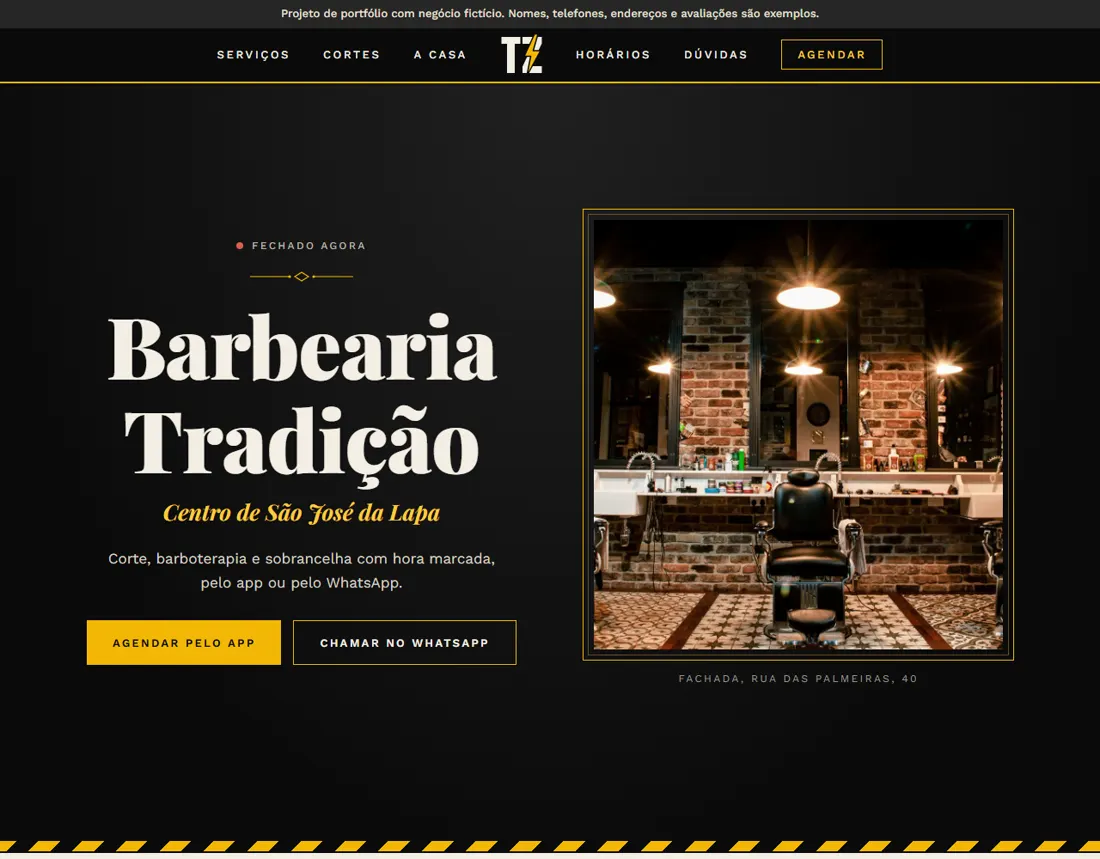 Projeto de portfólio com negócio fictício. Nomes, telefones, endereços e avaliações são exemplos.
SERVIÇOS CORTES A CASA TZ HORÁRIOS DÚVIDAS AGENDAR
FECHADO AGORA
Barbearia
Tradição
Centro de São José da Lapa
Corte, barboterapia e sobrancelha com hora marcada,
pelo app ou pelo WhatsApp.
AGENDAR PELO APP CHAMAR NO WHATSAPP
FACHADA, RUA DAS PALMEIRAS, 40